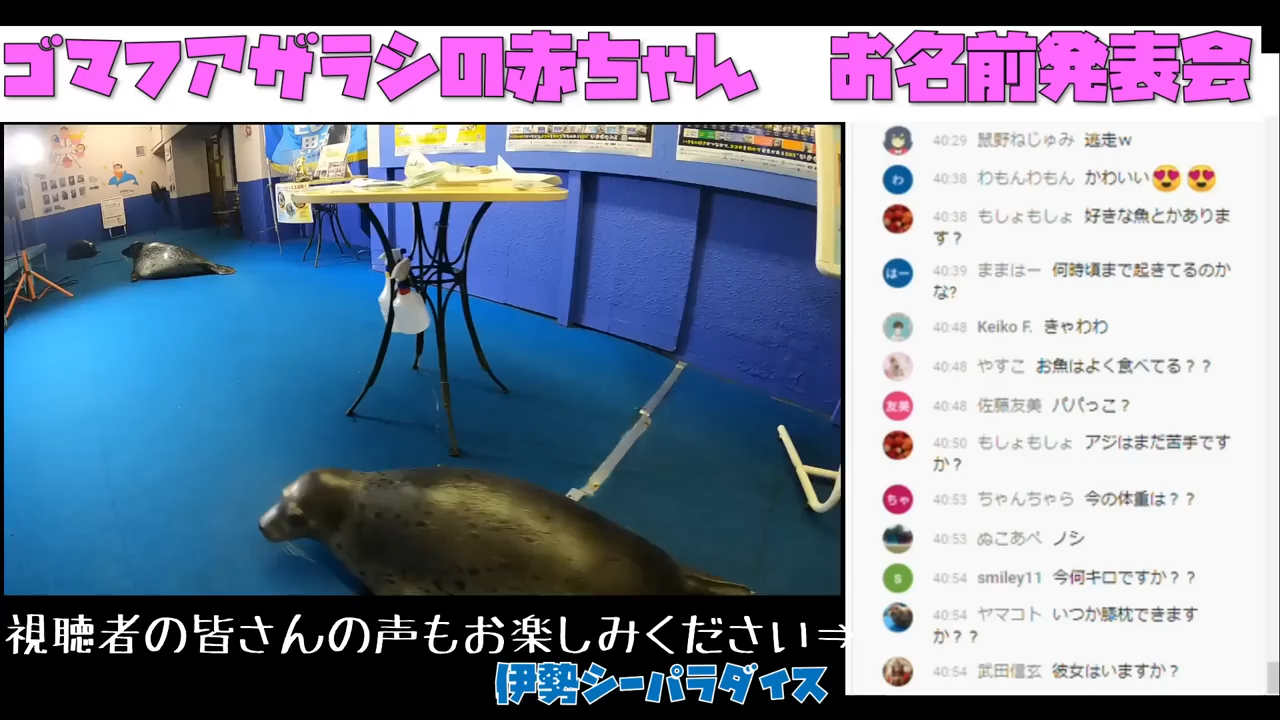 ゴマフアザラシの赤ちゃん お名前発表会
40:29 鼠野ねじゅみ 逃走w
40:38 わもんわもん かわいい😍😍
40:38 もしょもしょ 好きな魚とかありま
す？
40:39 ままはー 何時頃まで起きてるのか
な?
40:48 Keiko F. きゃわわ
40:48 やすこ お魚はよく食べてる？？
40:48 佐藤友美 パパっこ？
40:50 もしょもしょ アジはまだ苦手です
か？
40:53 ちゃんちゃら 今の体重は？？
40:53 ぬこあぺ ノシ
40:54 smiley11 今何キロですか？？
40:54 ヤマコト いつか膝枕できます
か？？
40:54 武田信玄 彼女はいますか？
わ
はー
友美
ちゃ
s
視聴者の皆さんの声もお楽しみください⇒
伊勢シーパラダイス